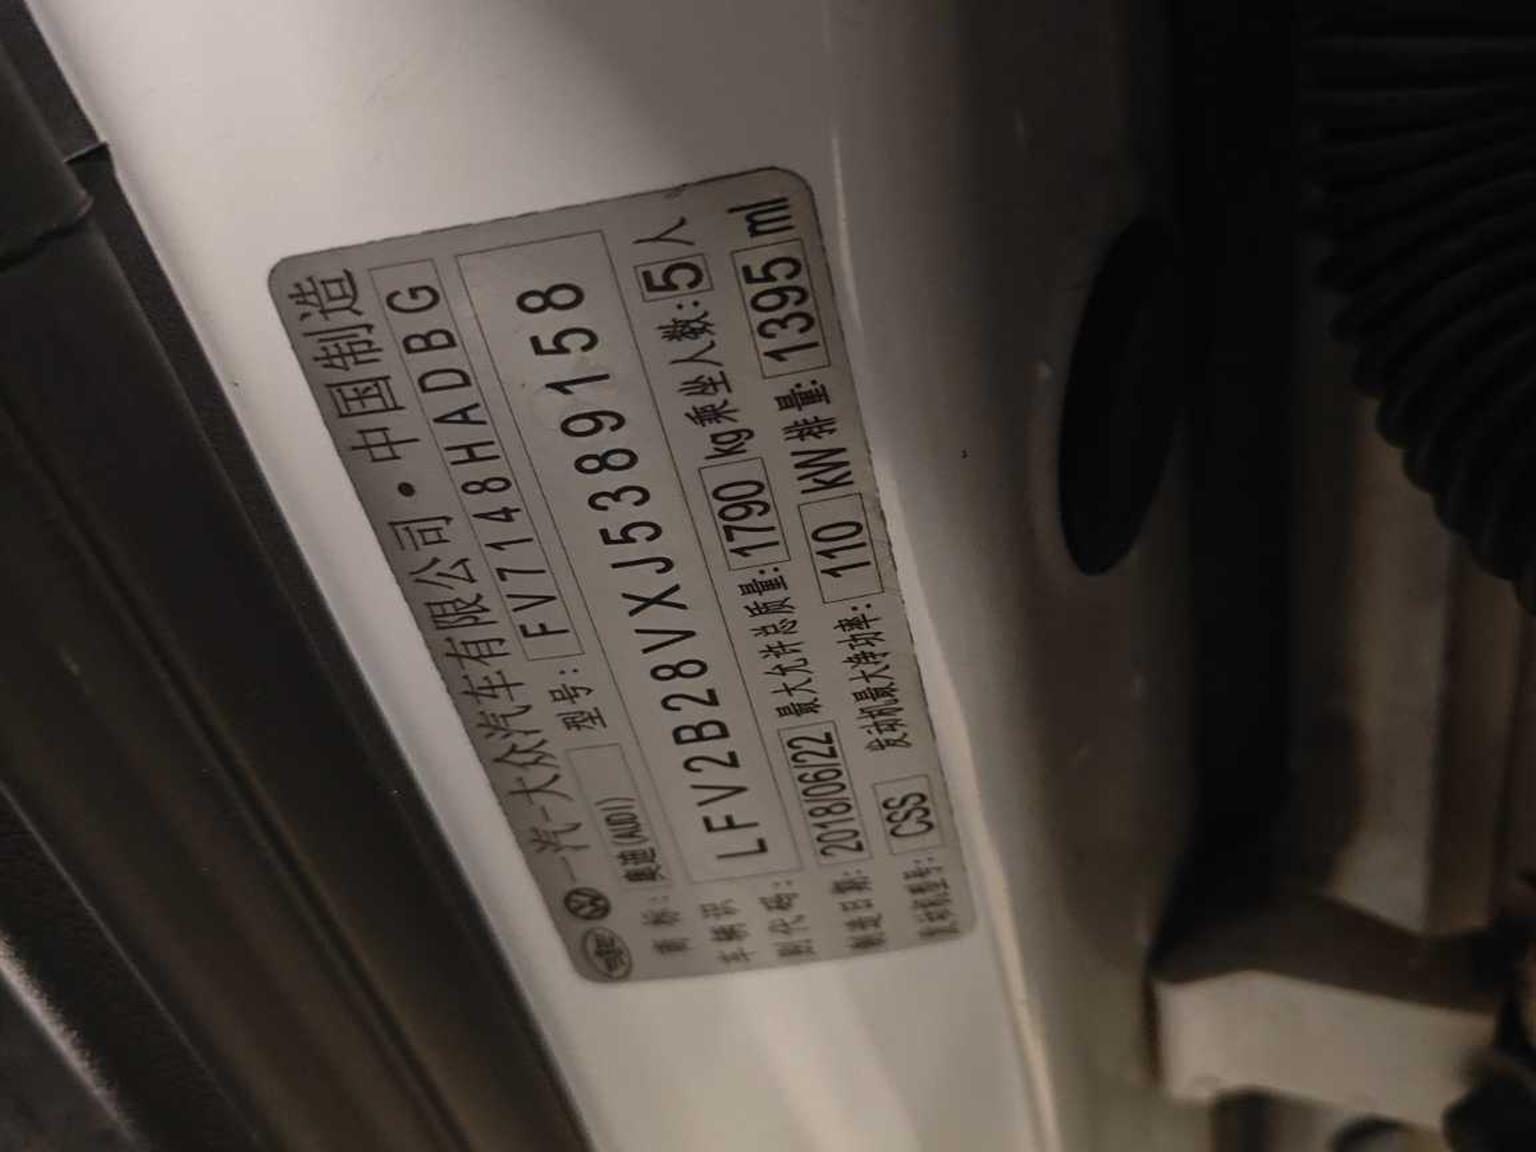 一汽-大众汽车有限公司·中国制造
商标：奥迪(AUDI) 型号：FV7148HADBG
车辆识别代码：LFV2B28VXJ5389158
制造日期：2018/06/22 最大允许总质量：1790 kg 乘坐人数：5 人
发动机型号：CSS 发动机最大净功率：110 kW 排量：1395 ml